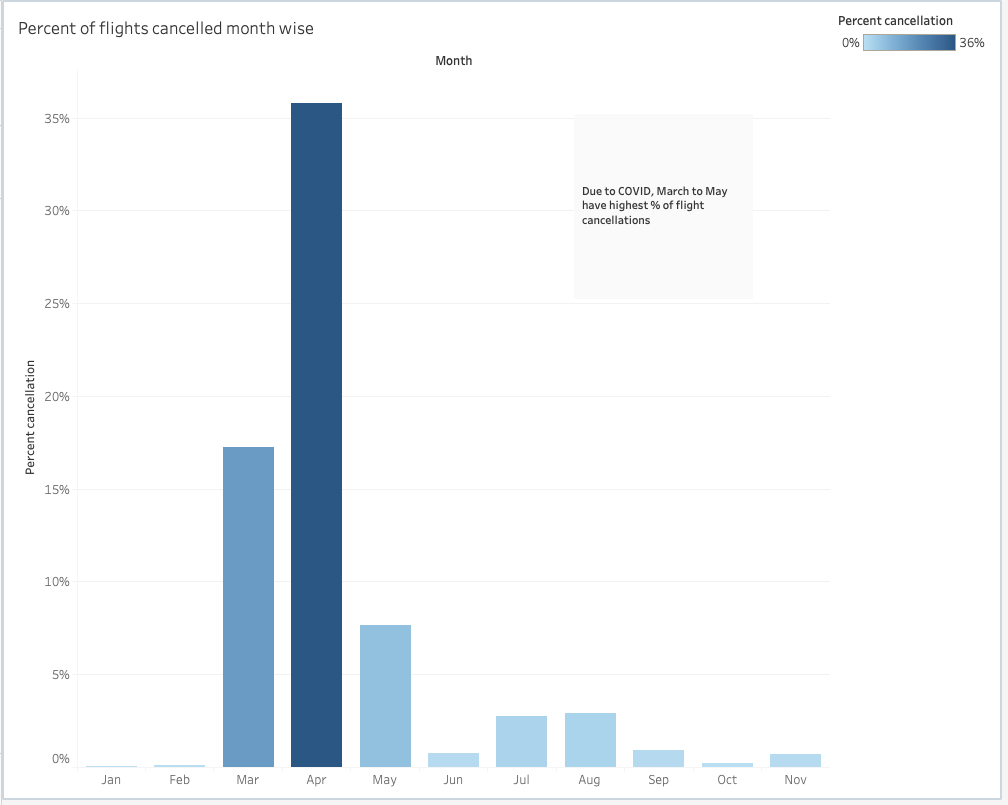 Percent of flights cancelled month wise
Percent cancellation
0% 36%
Month
Percent cancellation
35%
30%
25%
20%
15%
10%
5%
0%
Due to COVID, March to May
have highest % of flight
cancellations
Jan Feb Mar Apr May Jun Jul Aug Sep Oct Nov